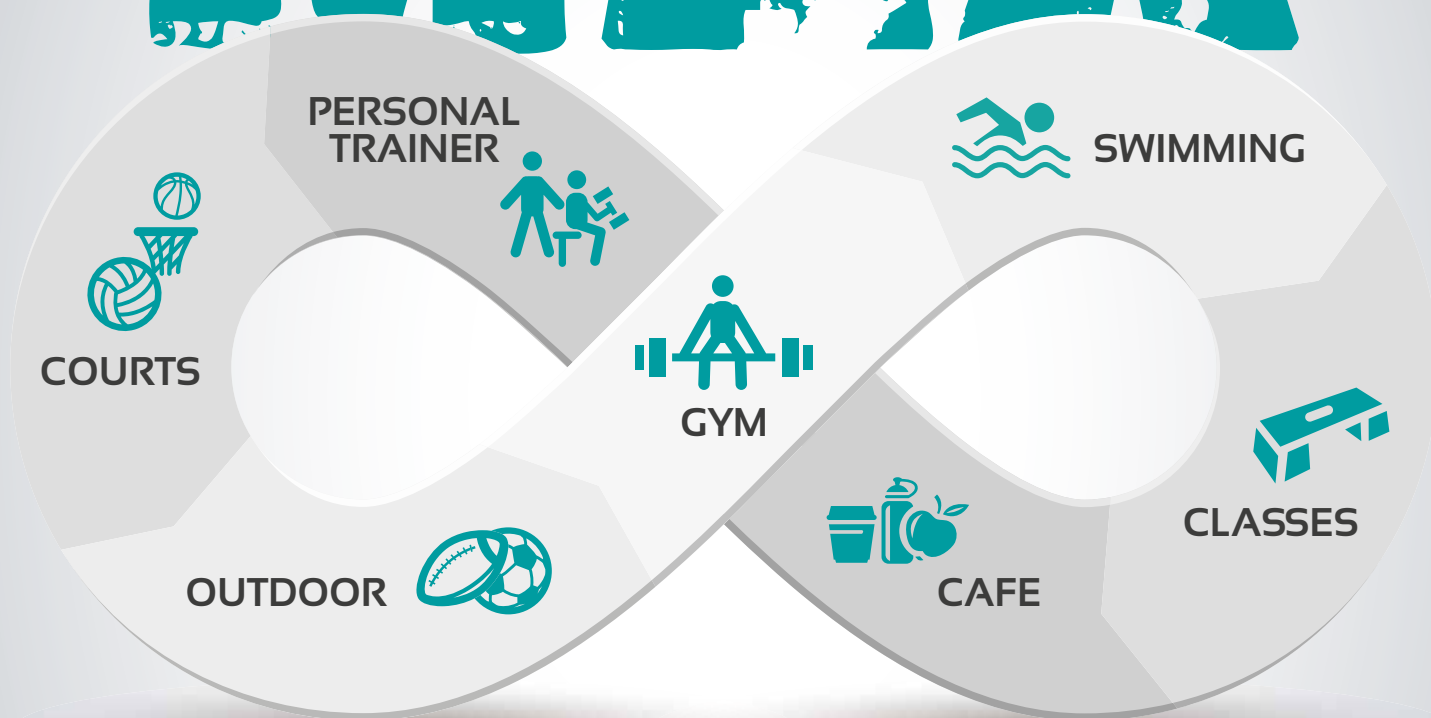 PERSONAL
TRAINER
SWIMMING
COURTS
GYM
CLASSES
OUTDOOR
CAFE